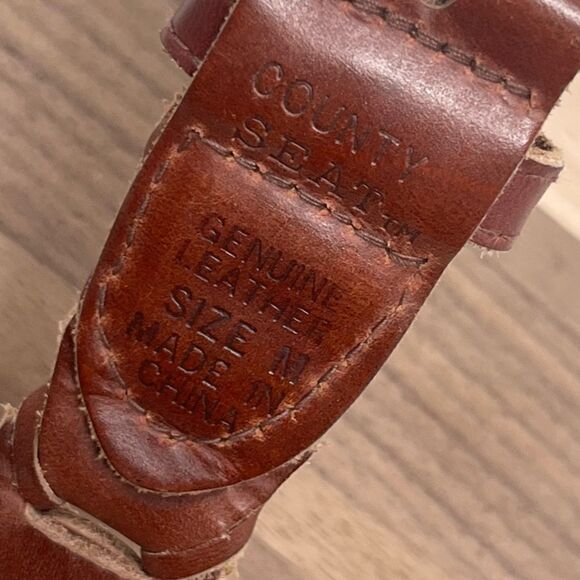 COUNTY
SEAT™
GENUINE
LEATHER
SIZE M
MADE IN
CHINA